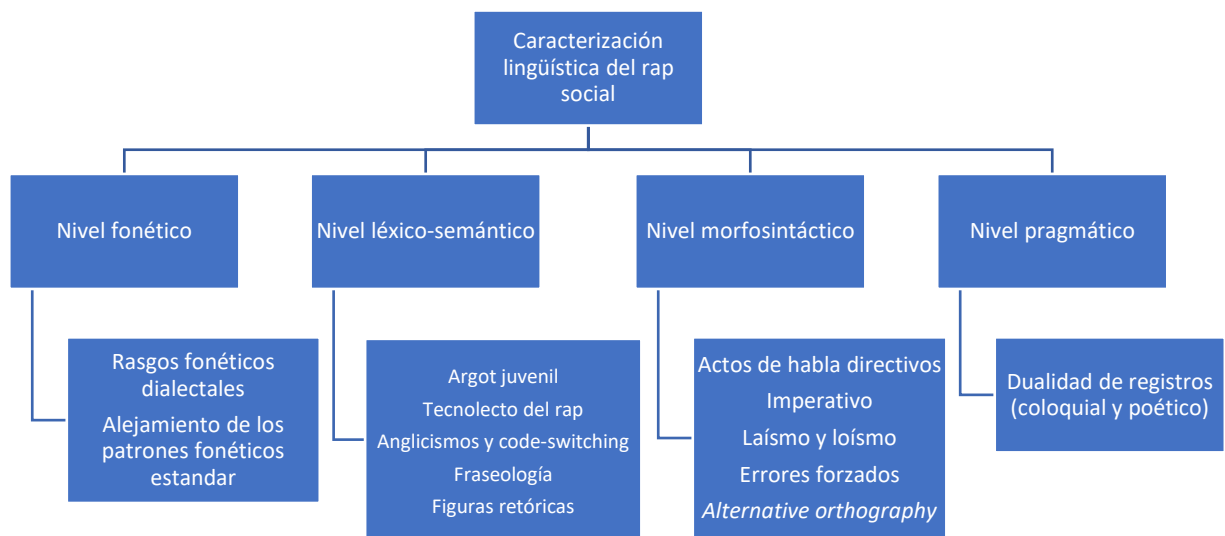 Caracterización
lingüística del rap
social
Nivel fonético
Nivel léxico-semántico
Nivel morfosintáctico
Nivel pragmático
Rasgos fonéticos
dialectales
Alejamiento de los
patrones fonéticos
estandar
Argot juvenil
Tecnolecto del rap
Anglicismos y code-switching
Fraseología
Figuras retóricas
Actos de habla directivos
Imperativo
Laísmo y loísmo
Errores forzados
Alternative orthography
Dualidad de registros
(coloquial y poético)